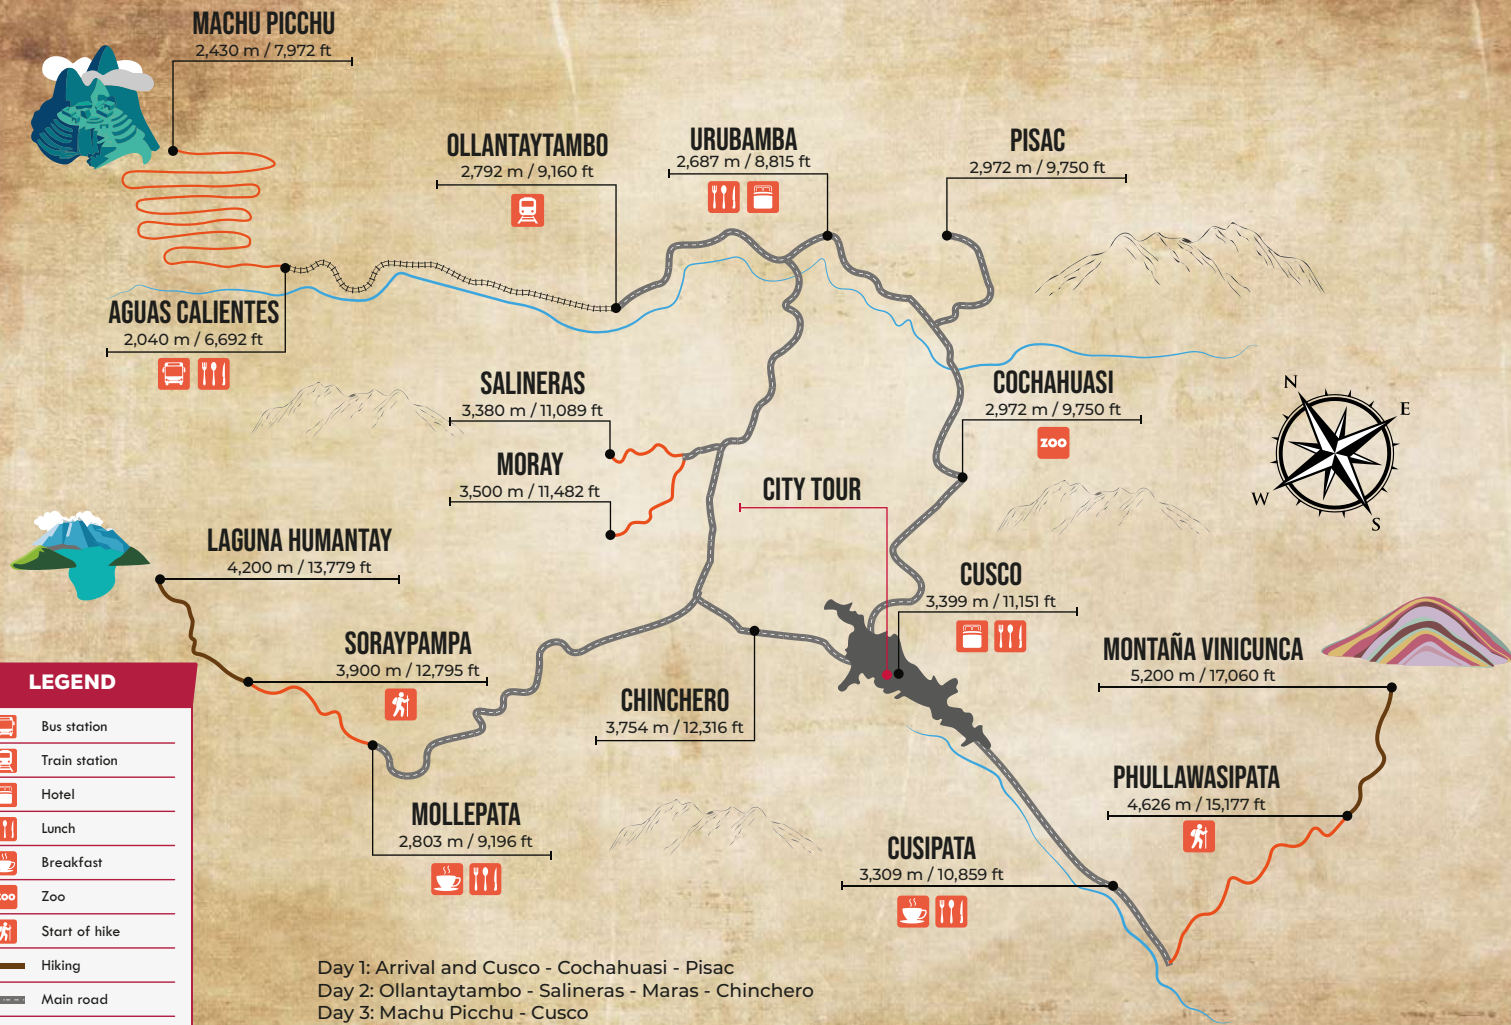 MACHU PICCHU
2,430 m / 7,972 ft
OLLANTAYTAMBO
2,792 m / 9,160 ft
URUBAMBA
2,687 m / 8,815 ft
PISAC
2,972 m / 9,750 ft
AGUAS CALIENTES
2,040 m / 6,692 ft
SALINERAS
3,380 m / 11,089 ft
COCHAHUASI
2,972 m / 9,750 ft
ZOO
N
E
W
S
MORAY
3,500 m / 11,482 ft
CITY TOUR
LAGUNA HUMANTAY
4,200 m / 13,779 ft
CUSCO
3,399 m / 11,151 ft
SORAYPAMPA
3,900 m / 12,795 ft
MONTAÑA VINICUNCA
5,200 m / 17,060 ft
CHINCHERO
3,754 m / 12,316 ft
PHULLAWASIPATA
4,626 m / 15,177 ft
MOLLEPATA
2,803 m / 9,196 ft
CUSIPATA
3,309 m / 10,859 ft
LEGEND
Bus station
Train station
Hotel
Lunch
Breakfast
Zoo
Start of hike
Hiking
Main road
Day 1: Arrival and Cusco - Cochahuasi - Pisac
Day 2: Ollantaytambo - Salineras - Maras - Chinchero
Day 3: Machu Picchu - Cusco